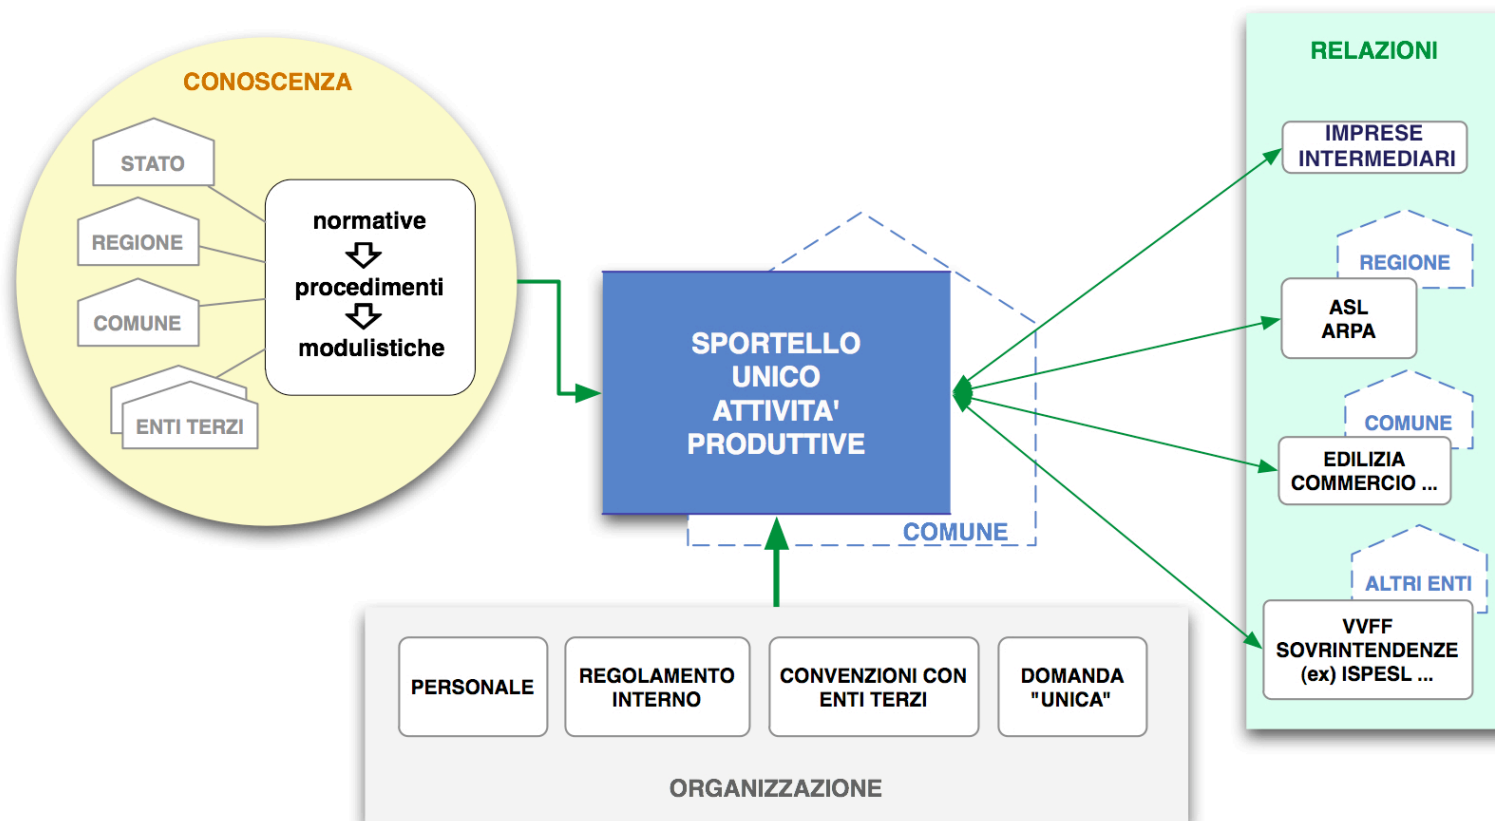 CONOSCENZA
STATO
REGIONE
COMUNE
ENTI TERZI
normative
procedimenti
modulistiche
SPORTELLO
UNICO
ATTIVITA'
PRODUTTIVE
COMUNE
RELAZIONI
IMPRESE
INTERMEDIARI
REGIONE
ASL
ARPA
COMUNE
EDILIZIA
COMMERCIO ...
ALTRI ENTI
VVFF
SOVRINTENDENZE
(ex) ISPESL ...
PERSONALE
REGOLAMENTO
INTERNO
CONVENZIONI CON
ENTI TERZI
DOMANDA
"UNICA"
ORGANIZZAZIONE